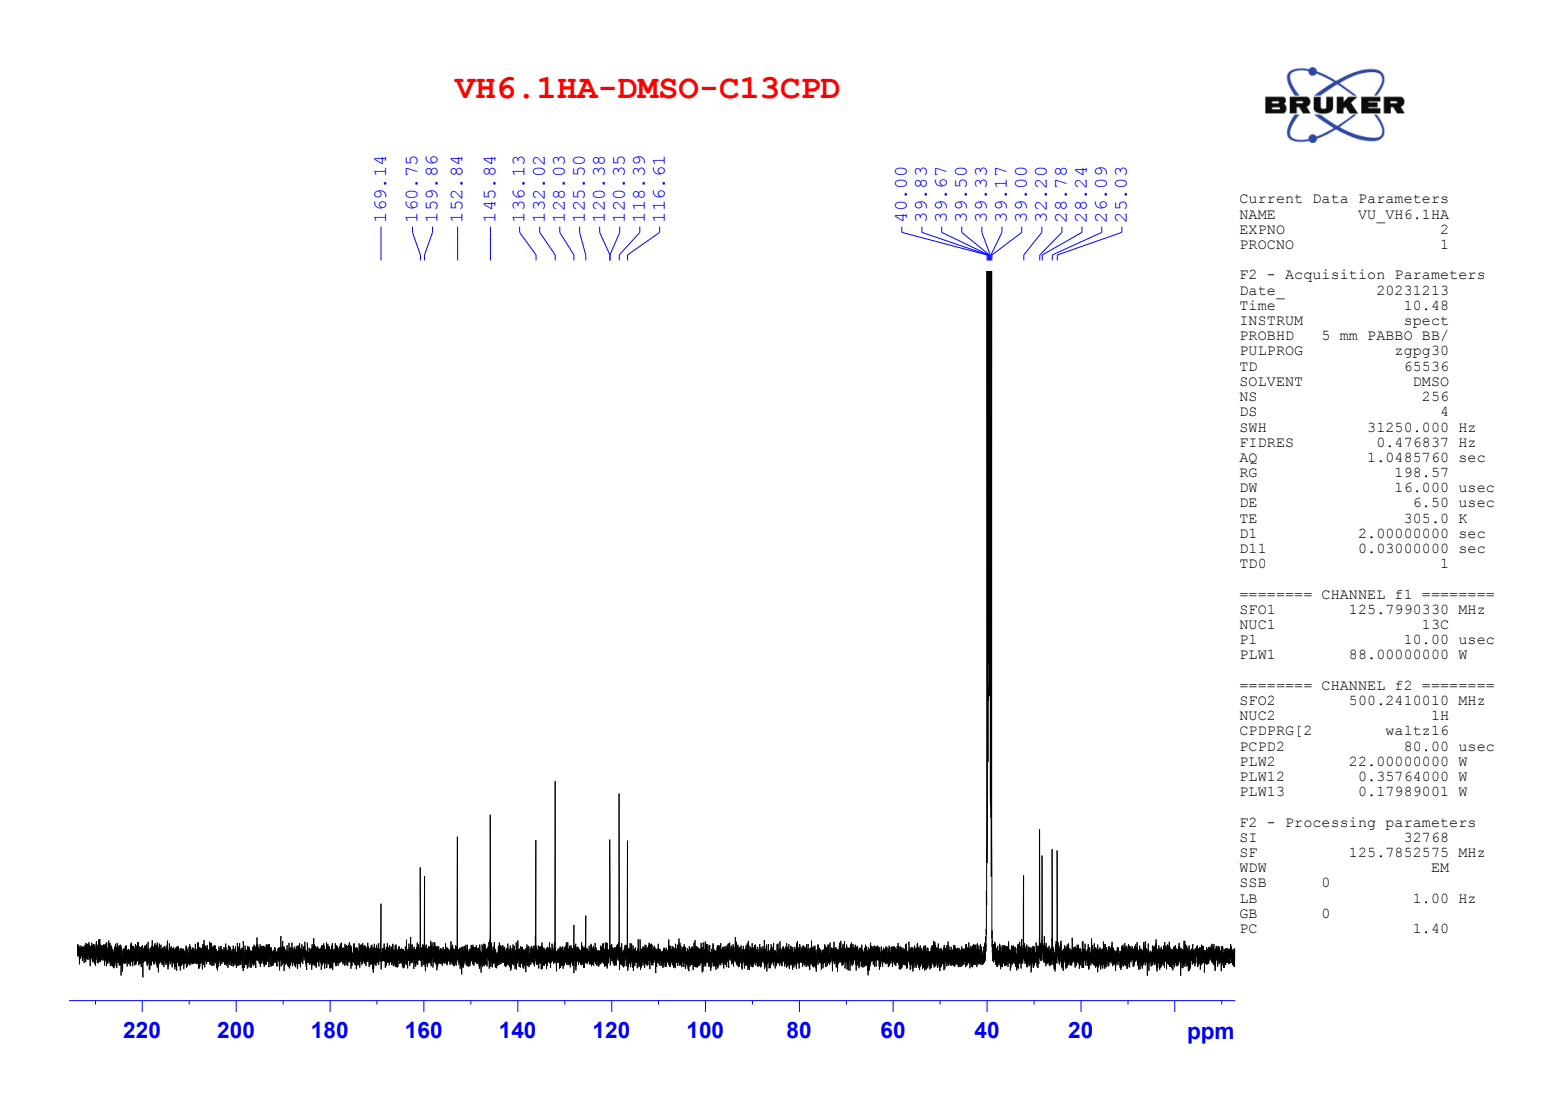 VH6.1HA-DMSO-C13CPD
BRUKER
169.14
160.75
159.86
152.84
145.84
136.13
132.02
128.03
125.50
120.38
120.35
118.39
116.61
40.00
39.83
39.67
39.50
39.33
39.17
39.00
32.20
28.78
28.24
26.09
25.03
Current Data Parameters
NAME VU_VH6.1HA
EXPNO 2
PROCNO 1
F2 - Acquisition Parameters
Date_ 20231213
Time 10.48
INSTRUM spect
PROBHD 5 mm PABBO BB/
PULPROG zgpg30
TD 65536
SOLVENT DMSO
NS 256
DS 4
SWH 31250.000 Hz
FIDRES 0.476837 Hz
AQ 1.0485760 sec
RG 198.57
DW 16.000 usec
DE 6.50 usec
TE 305.0 K
D1 2.00000000 sec
D11 0.03000000 sec
TD0 1
======== CHANNEL f1 ========
SFO1 125.7990330 MHz
NUC1 13C
P1 10.00 usec
PLW1 88.00000000 W
======== CHANNEL f2 ========
SFO2 500.2410010 MHz
NUC2 1H
CPDPRG[2 waltz16
PCPD2 80.00 usec
PLW2 22.00000000 W
PLW12 0.35764000 W
PLW13 0.17989001 W
F2 - Processing parameters
SI 32768
SF 125.7852575 MHz
WDW EM
SSB 0
LB 1.00 Hz
GB 0
PC 1.40
220 200 180 160 140 120 100 80 60 40 20 ppm